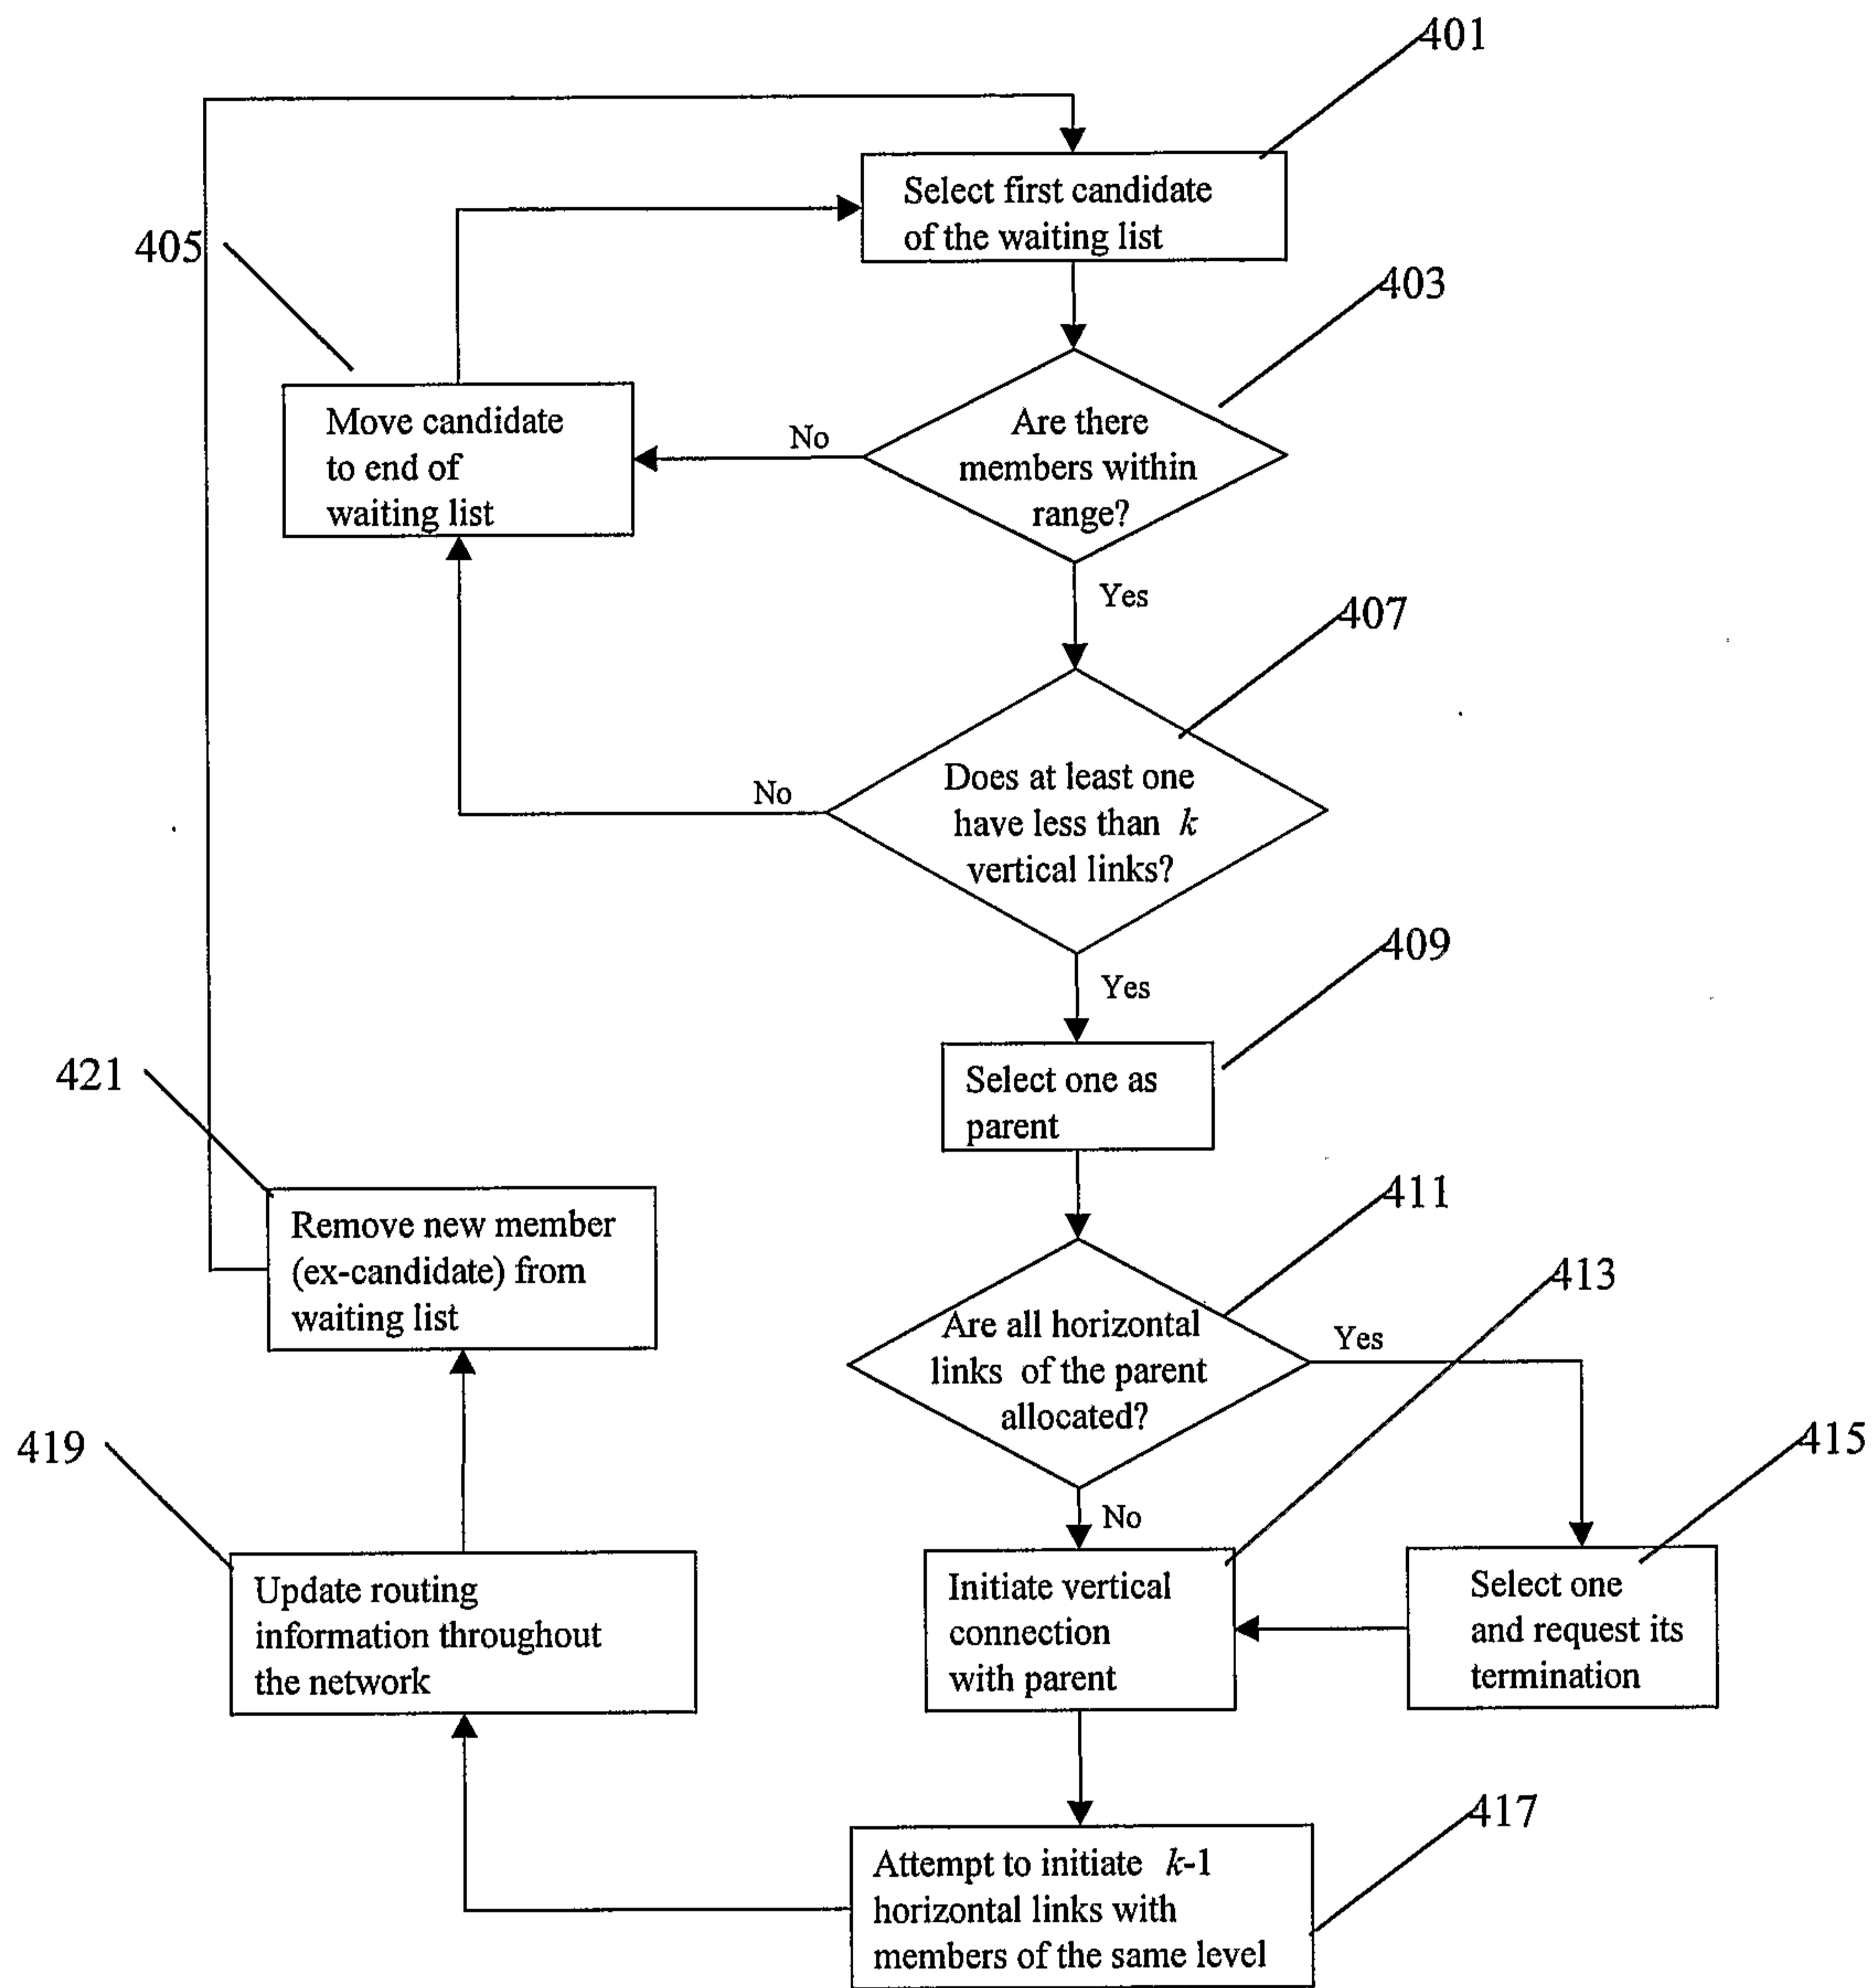 401
Select first candidate
of the waiting list
405
403
Move candidate
to end of
waiting list
No
Are there
members within
range?
Yes
407
No
Does at least one
have less than k
vertical links?
409
Yes
Select one as
parent
421
411
Remove new member
(ex-candidate) from
waiting list
413
Are all horizontal
links of the parent
allocated?
Yes
419
415
No
Update routing
information throughout
the network
Initiate vertical
connection
with parent
Select one
and request its
termination
417
Attempt to initiate k-1
horizontal links with
members of the same level